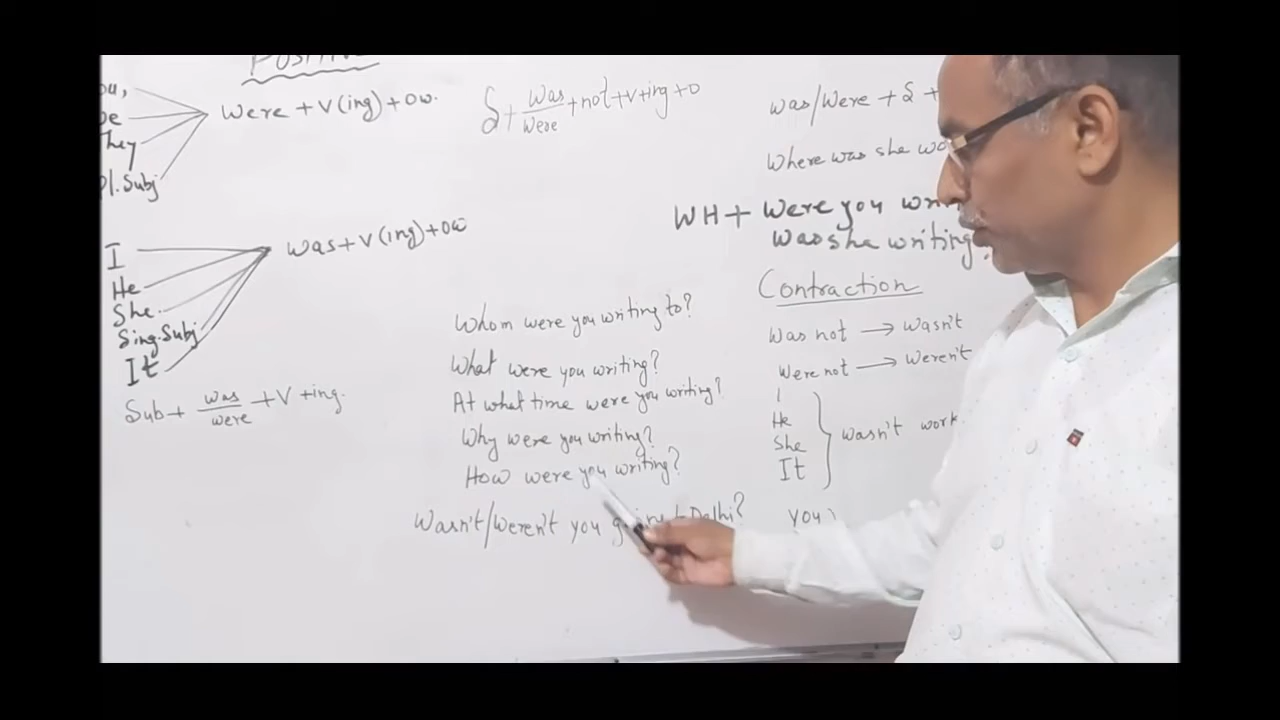 were + V(ing) + ow.
They
Pl. Subj
I
He
She
Sing. Subj
It
was + V(ing) + ow
Sub + was/were + V + ing.
S + was/were + not + V + ing + O
Whom were you writing to?
What were you writing?
At what time were you writing?
Why were you writing?
How were you writing?
Wasn't/Weren't you Delhi?
was/were + S +
Where was she
WH + were you
was she writing?
Contraction
Was not → Wasn't
Were not → Weren't
I
He
She
It
wasn't work
you